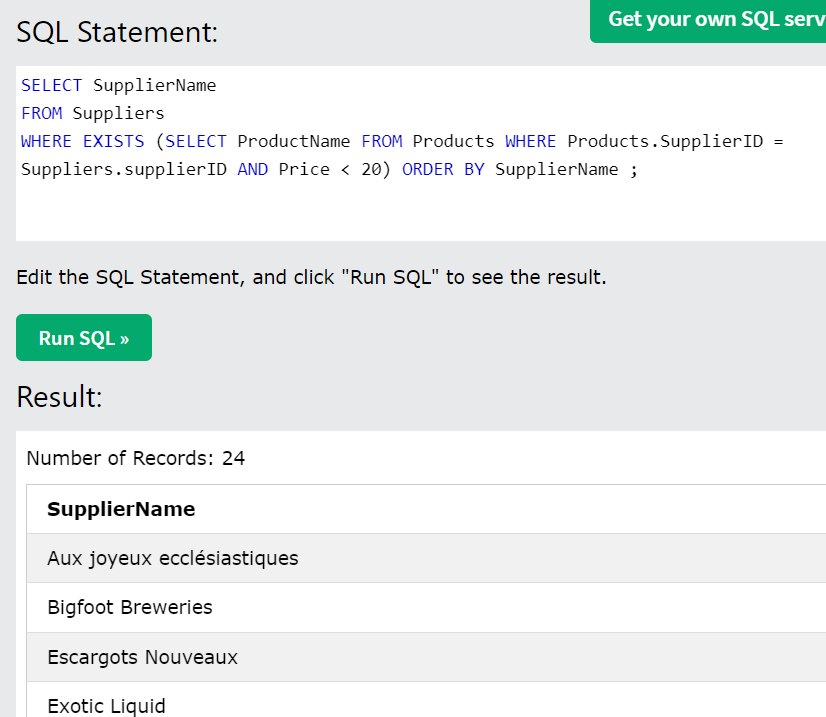 SQL Statement:
Get your own SQL serv
SELECT SupplierName
FROM Suppliers
WHERE EXISTS (SELECT ProductName FROM Products WHERE Products.SupplierID =
Suppliers.supplierID AND Price < 20) ORDER BY SupplierName ;
Edit the SQL Statement, and click "Run SQL" to see the result.
Run SQL »
Result:
Number of Records: 24
SupplierName
Aux joyeux ecclésiastiques
Bigfoot Breweries
Escargots Nouveaux
Exotic Liquid